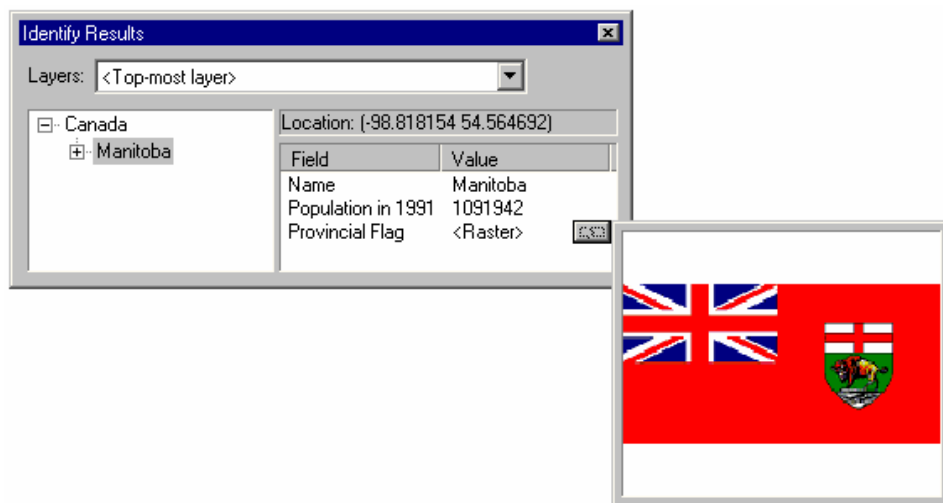 Identify Results
Layers: <Top-most layer>
Canada
Manitoba
Location: (-98.818154 54.564692)
Field Value
Name Manitoba
Population in 1991 1091942
Provincial Flag <Raster>